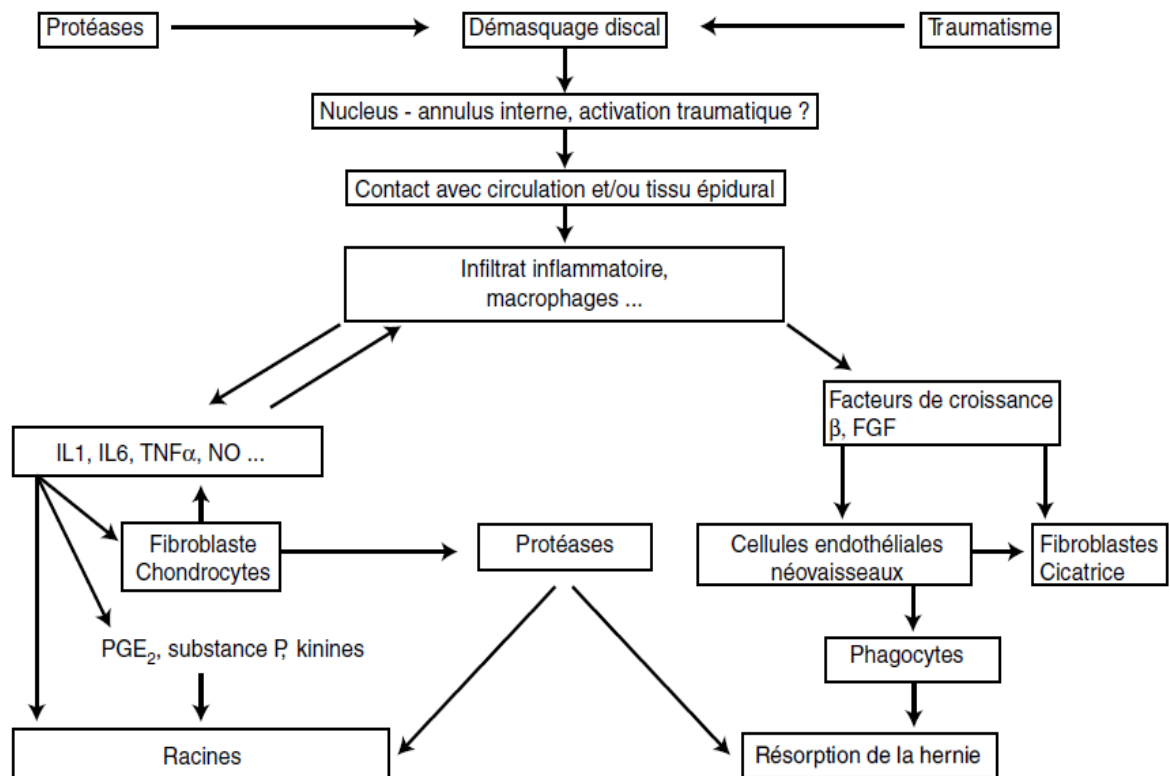 Protéases
Démasquage discal
Traumatisme
Nucleus - annulus interne, activation traumatique ?
Contact avec circulation et/ou tissu épidural
Infiltrat inflammatoire,
macrophages ...
Facteurs de croissance
β, FGF
IL1, IL6, TNFα, NO ...
Fibroblaste
Chondrocytes
Protéases
Cellules endothéliales
néovaisseaux
Fibroblastes
Cicatrice
PGE₂, substance P, kinines
Phagocytes
Racines
Résorption de la hernie